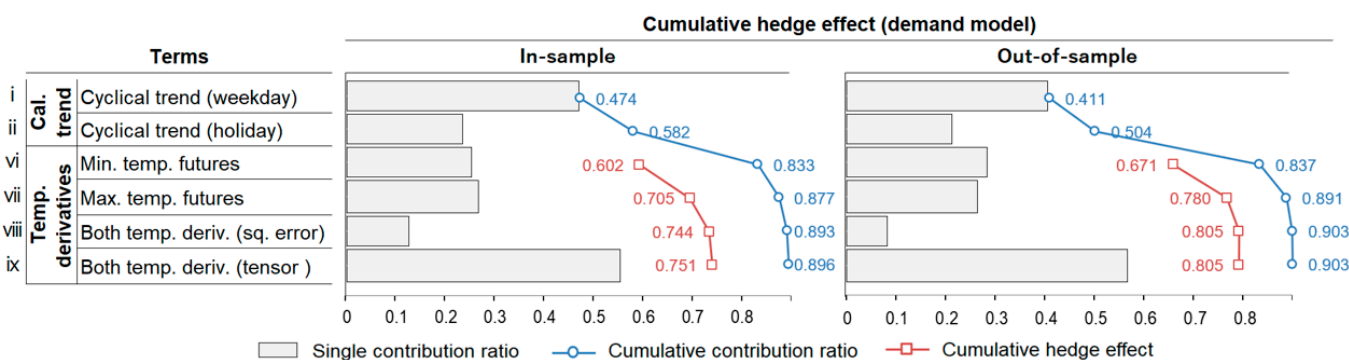 Cumulative hedge effect (demand model)
Terms In-sample Out-of-sample
Cal. trend
i Cyclical trend (weekday) 0.474 0.411
ii Cyclical trend (holiday) 0.582 0.504
Temp. derivatives
vi Min. temp. futures 0.602 0.833 0.671 0.837
vii Max. temp. futures 0.705 0.877 0.780 0.891
viii Both temp. deriv. (sq. error) 0.744 0.893 0.805 0.903
ix Both temp. deriv. (tensor ) 0.751 0.896 0.805 0.903
0 0.1 0.2 0.3 0.4 0.5 0.6 0.7 0.8 0 0.1 0.2 0.3 0.4 0.5 0.6 0.7 0.8
Single contribution ratio Cumulative contribution ratio Cumulative hedge effect